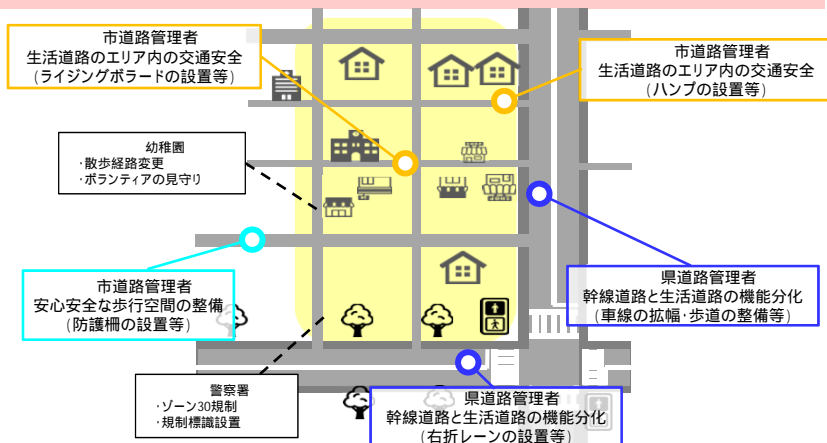 市道路管理者
生活道路のエリア内の交通安全
(ライジングボラードの設置等)
市道路管理者
生活道路のエリア内の交通安全
(ハンプの設置等)
幼稚園
・散歩経路変更
・ボランティアの見守り
市道路管理者
安心安全な歩行空間の整備
(防護柵の設置等)
県道路管理者
幹線道路と生活道路の機能分化
(車線の拡幅・歩道の整備等)
警察署
・ゾーン30規制
・規制標識設置
県道路管理者
幹線道路と生活道路の機能分化
(右折レーンの設置等)